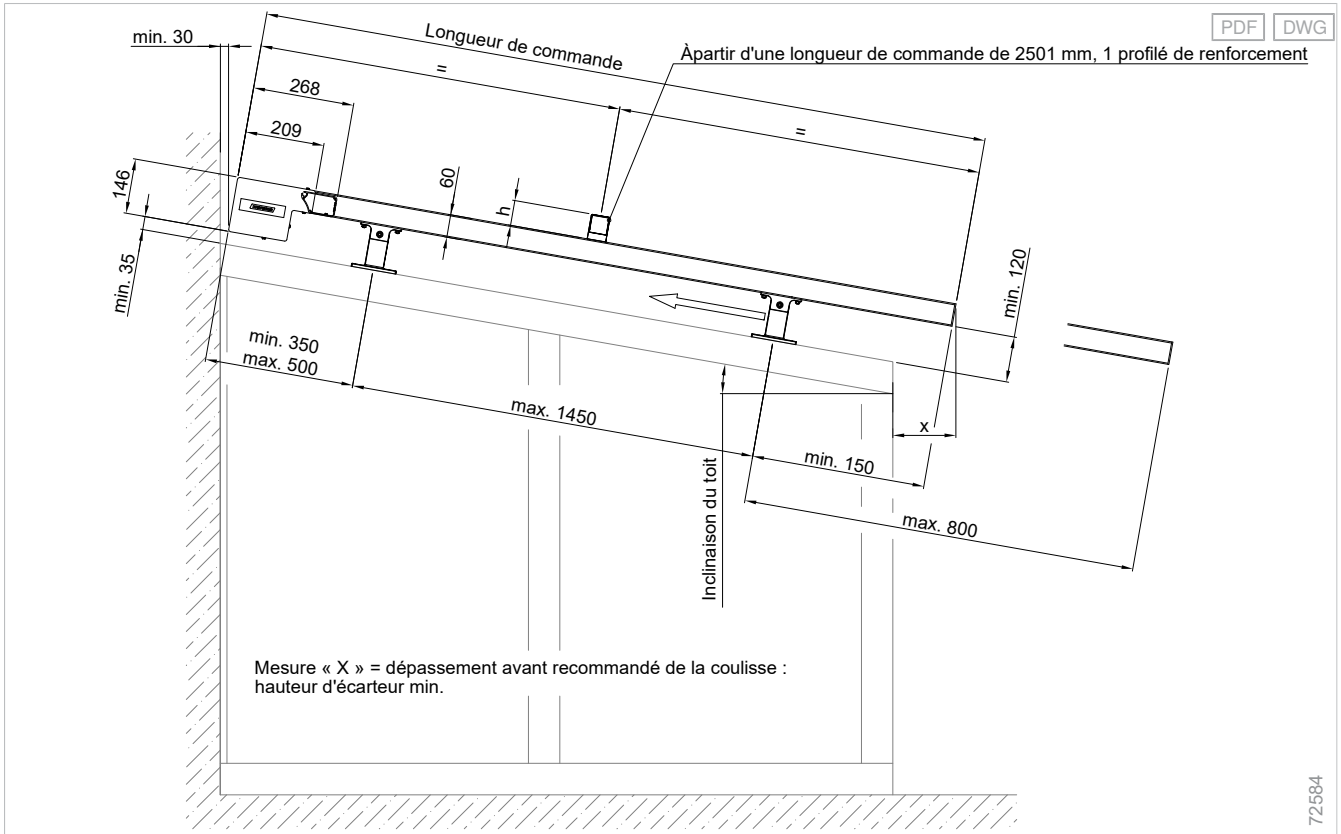 PDF DWG
min. 30
Longueur de commande
Àpartir d'une longueur de commande de 2501 mm, 1 profilé de renforcement
=
=
268
209
146
60
h
min. 35
min. 120
min. 350
max. 500
max. 1450
x
min. 150
max. 800
Inclinaison du toit
Mesure « X » = dépassement avant recommandé de la coulisse :
hauteur d'écarteur min.
72584